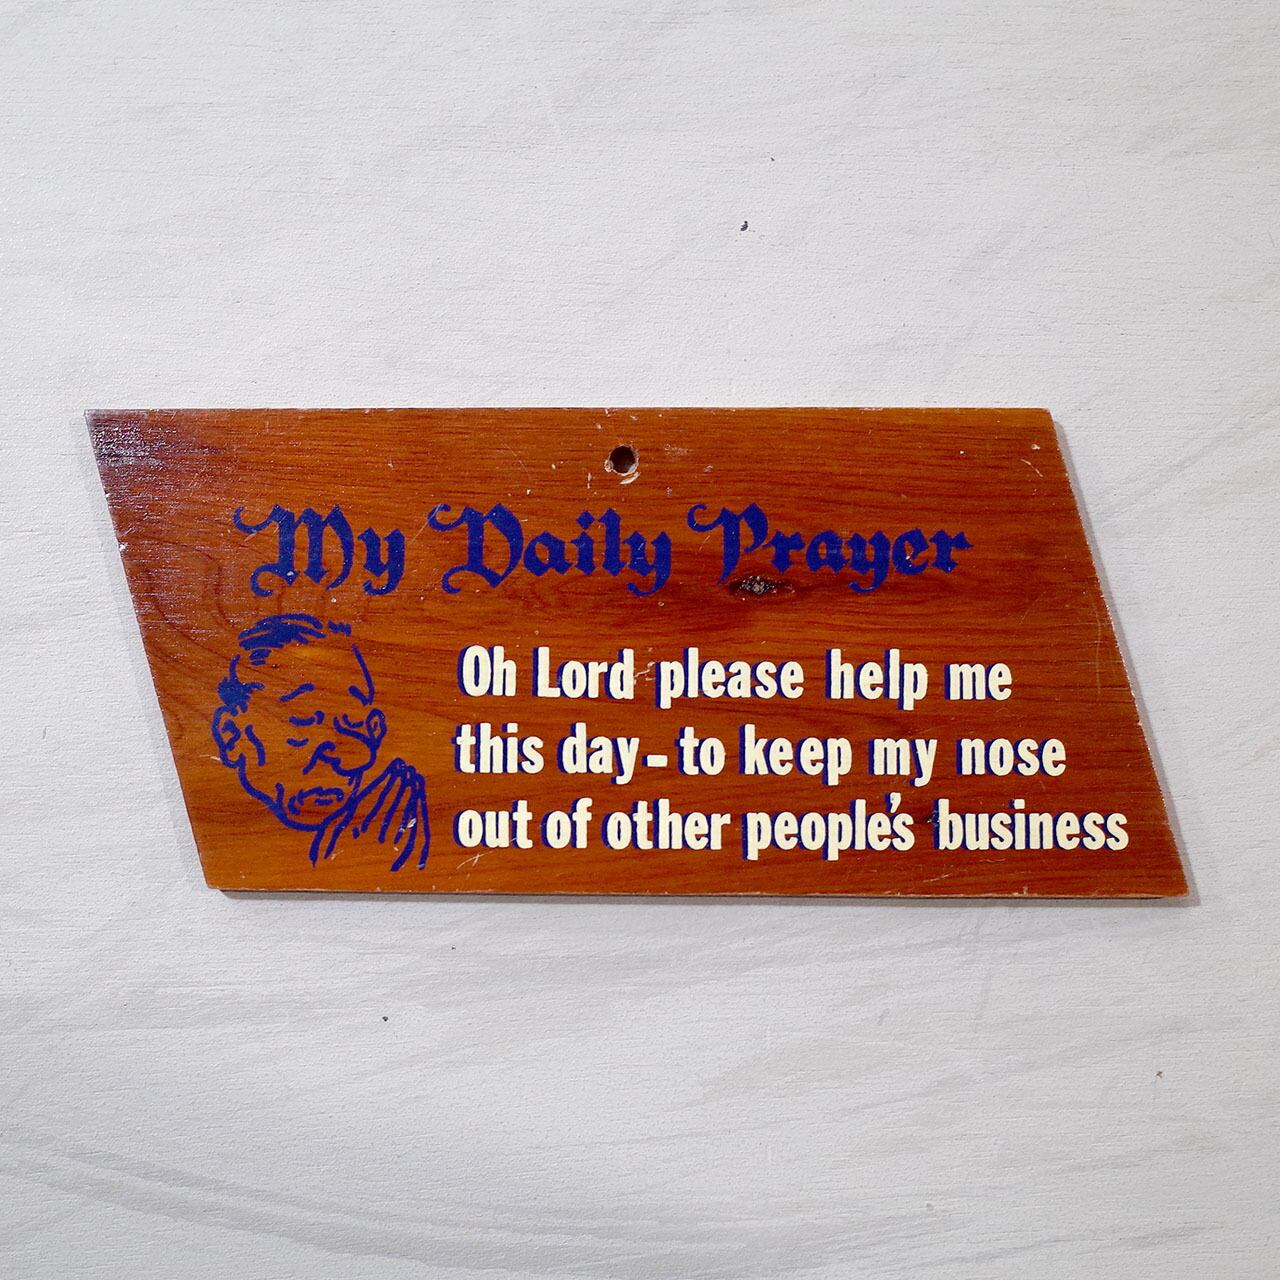 My Daily Prayer
Oh Lord please help me
this day - to keep my nose
out of other people's business